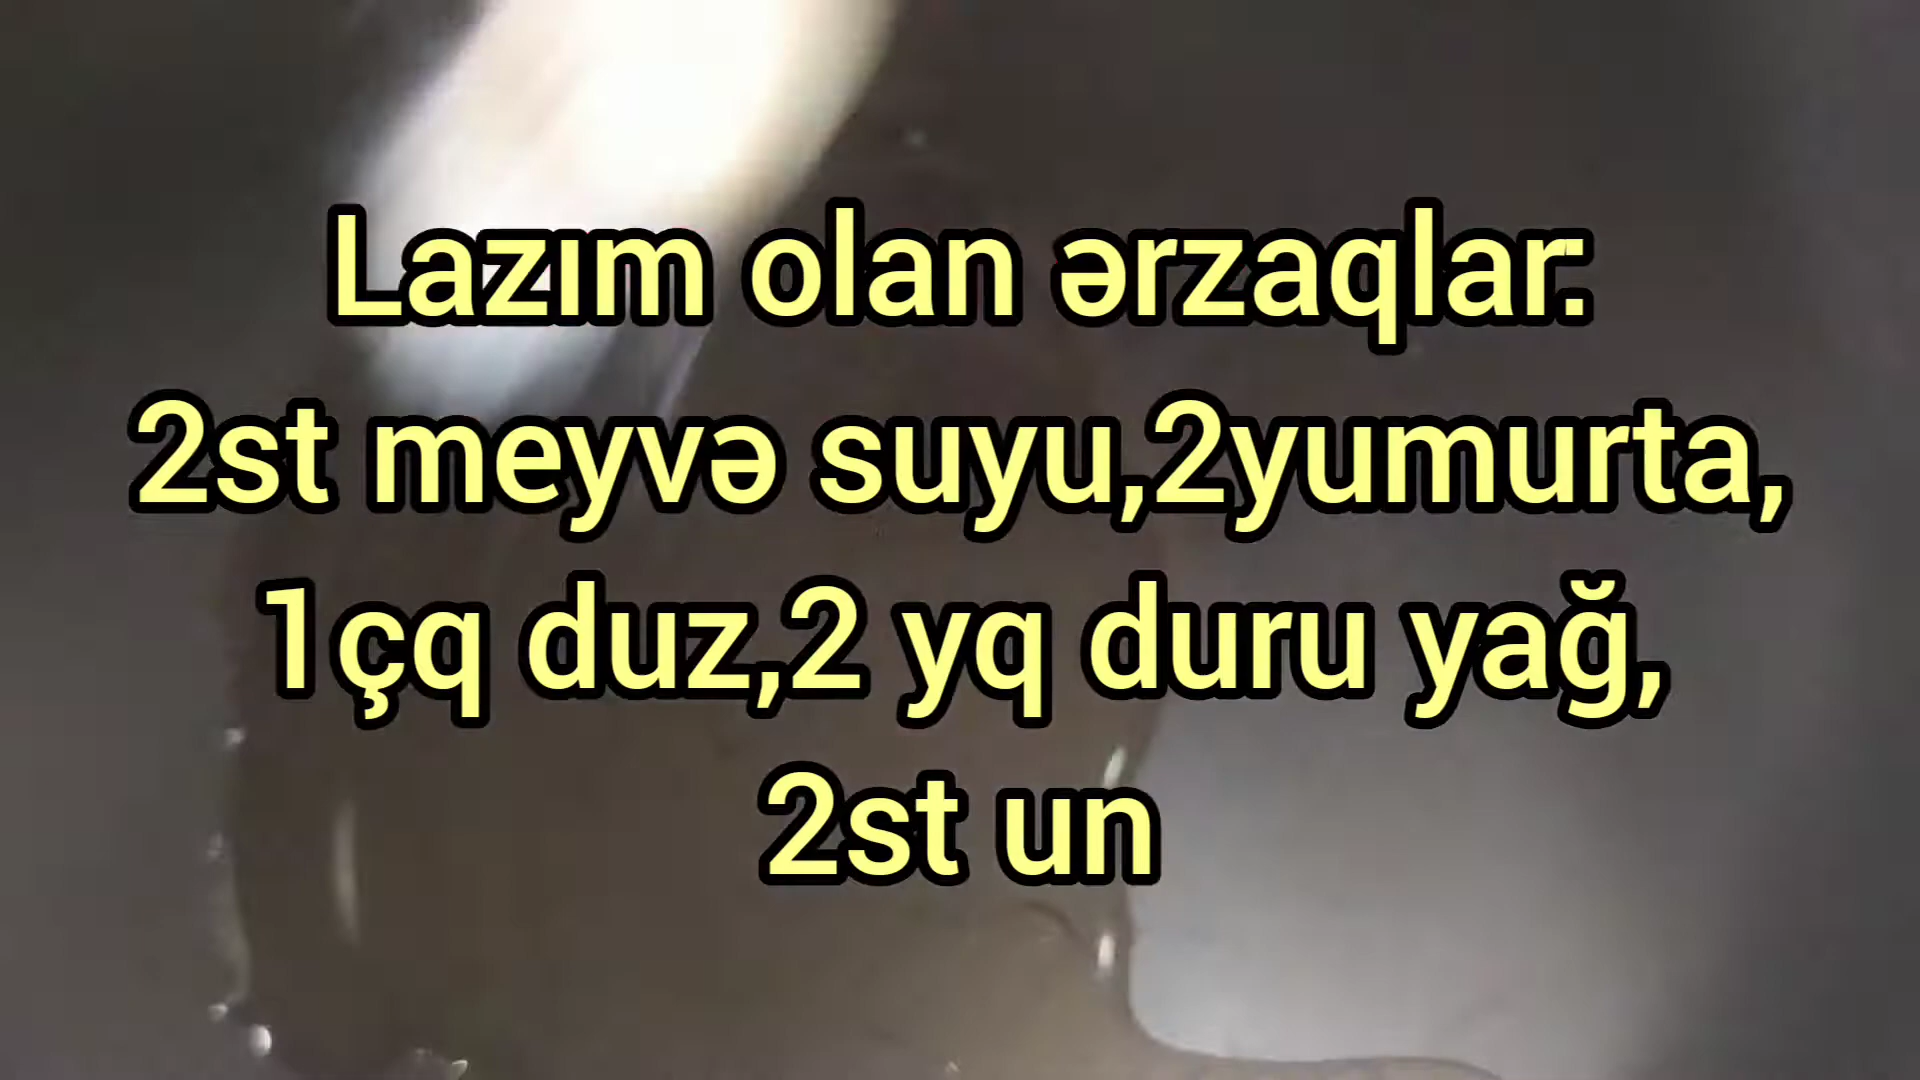 Lazım olan ərzaqlar:
2st meyvə suyu,2yumurta,
1çq duz,2 yq duru yağ,
2st un